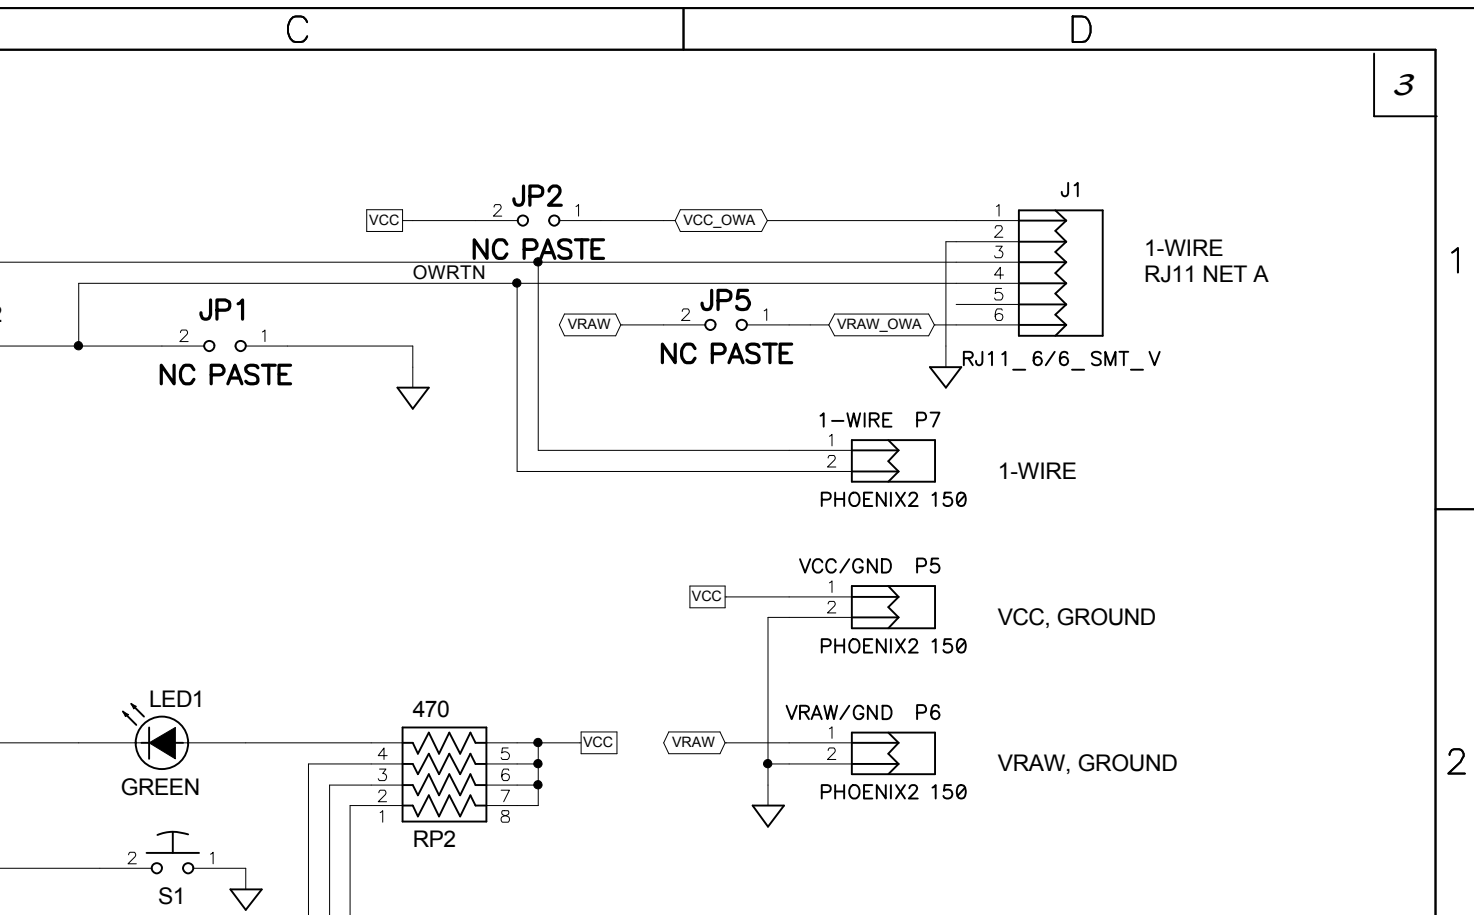 C D
3
JP2
VCC 2 1 VCC_OWA
NC PASTE
J1
1
2
3
4
5
6
1-WIRE
RJ11 NET A
RJ11_6/6_SMT_V
1
OWRTN
JP1
2 1
NC PASTE
JP5
VRAW 2 1 VRAW_OWA
NC PASTE
1-WIRE P7
1
2
PHOENIX2 150
1-WIRE
VCC/GND P5
VCC 1
2
PHOENIX2 150
VCC, GROUND
VRAW/GND P6
VRAW 1
2
PHOENIX2 150
VRAW, GROUND
2
LED1
GREEN
470
4 5
3 6
2 7
1 8
RP2
VCC
2 1
S1